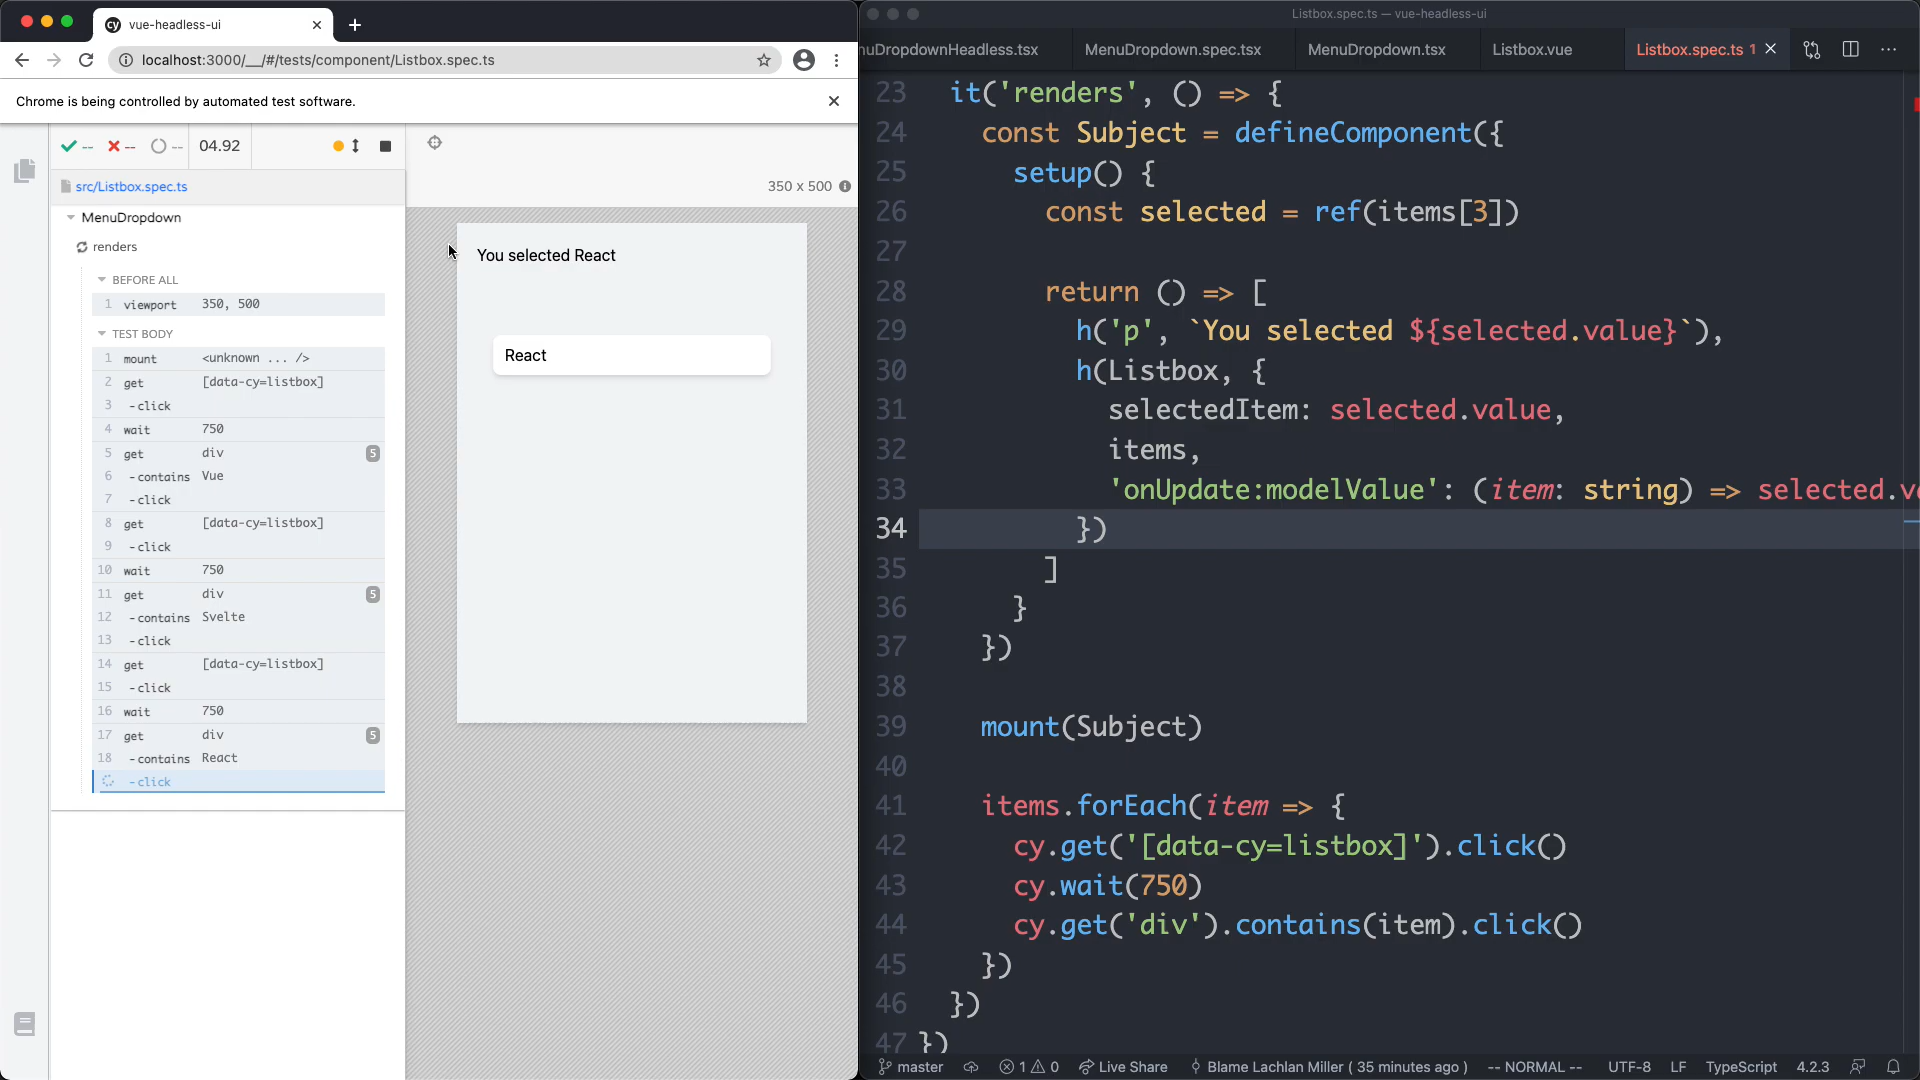 vue-headless-ui
localhost:3000/__/#/tests/component/Listbox.spec.ts
Chrome is being controlled by automated test software.
-- -- -- 04.92
src/Listbox.spec.ts
MenuDropdown
renders
BEFORE ALL
1 viewport 350, 500
TEST BODY
1 mount <unknown ... />
2 get [data-cy=listbox]
3 -click
4 wait 750
5 get div 5
6 -contains Vue
7 -click
8 get [data-cy=listbox]
9 -click
10 wait 750
11 get div 5
12 -contains Svelte
13 -click
14 get [data-cy=listbox]
15 -click
16 wait 750
17 get div 5
18 -contains React
-click
350 x 500
You selected React
React
Listbox.spec.ts — vue-headless-ui
nuDropdownHeadless.tsx MenuDropdown.spec.tsx MenuDropdown.tsx Listbox.vue Listbox.spec.ts 1
23 it('renders', () => {
24 const Subject = defineComponent({
25 setup() {
26 const selected = ref(items[3])
27
28 return () => [
29 h('p', `You selected ${selected.value}`),
30 h(Listbox, {
31 selectedItem: selected.value,
32 items,
33 'onUpdate:modelValue': (item: string) => selected.v
34 })
35 ]
36 }
37 })
38
39 mount(Subject)
40
41 items.forEach(item => {
42 cy.get('[data-cy=listbox]').click()
43 cy.wait(750)
44 cy.get('div').contains(item).click()
45 })
46 })
47 })
master 1 0 Live Share Blame Lachlan Miller ( 35 minutes ago ) -- NORMAL -- UTF-8 LF TypeScript 4.2.3